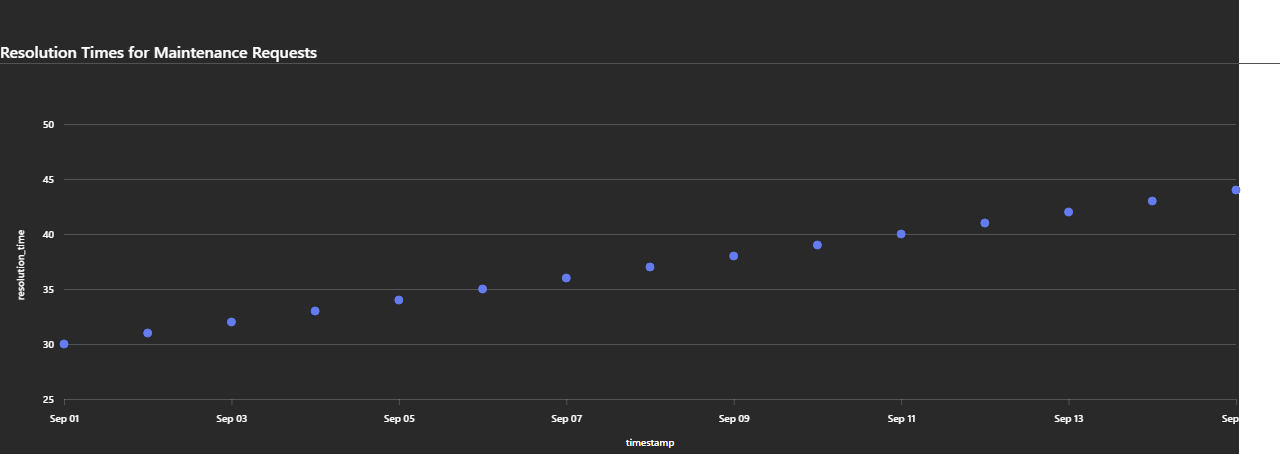 Resolution Times for Maintenance Requests
50
45
40
35
30
25
resolution_time
Sep 01 Sep 03 Sep 05 Sep 07 Sep 09 Sep 11 Sep 13 Sep
timestamp